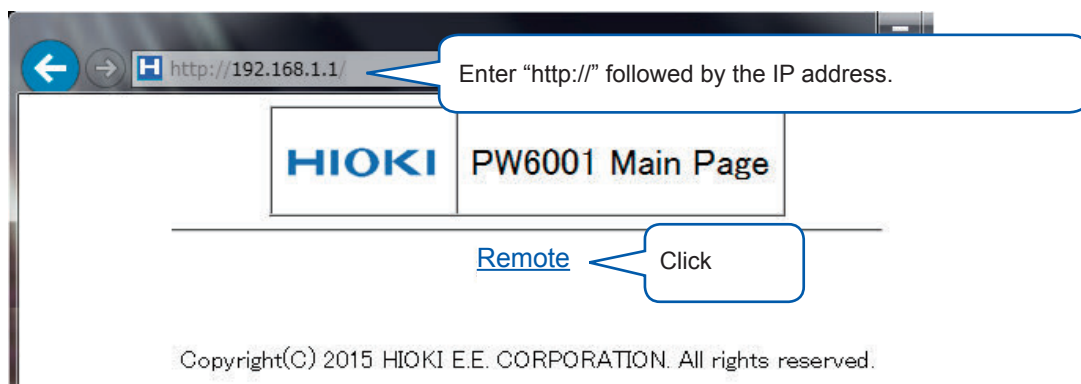 H http://192.168.1.1/
Enter “http://” followed by the IP address.
HIOKI PW6001 Main Page
Remote
Click
Copyright(C) 2015 HIOKI E.E. CORPORATION. All rights reserved.